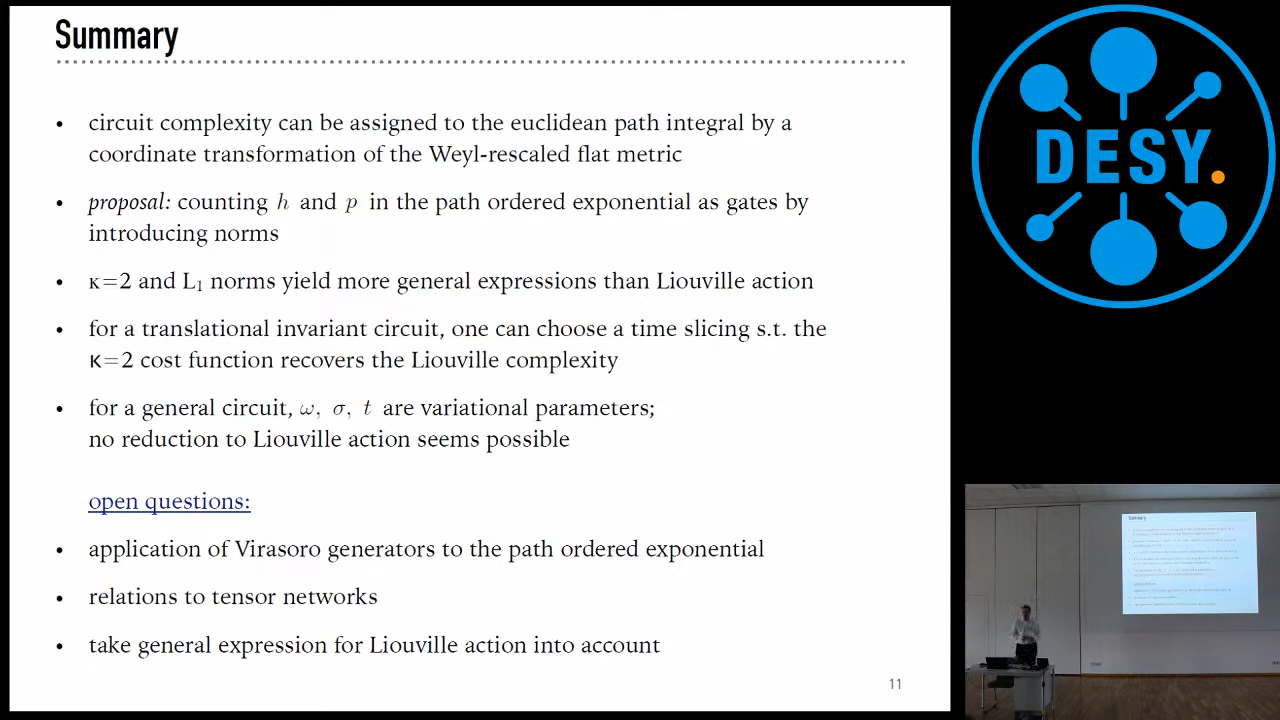 Summary
• circuit complexity can be assigned to the euclidean path integral by a
coordinate transformation of the Weyl-rescaled flat metric
• proposal: counting h and p in the path ordered exponential as gates by
introducing norms
• κ=2 and L₁ norms yield more general expressions than Liouville action
• for a translational invariant circuit, one can choose a time slicing s.t. the
κ=2 cost function recovers the Liouville complexity
• for a general circuit, ω, σ, t are variational parameters;
no reduction to Liouville action seems possible
open questions:
• application of Virasoro generators to the path ordered exponential
• relations to tensor networks
• take general expression for Liouville action into account
11
DESY.
Summary